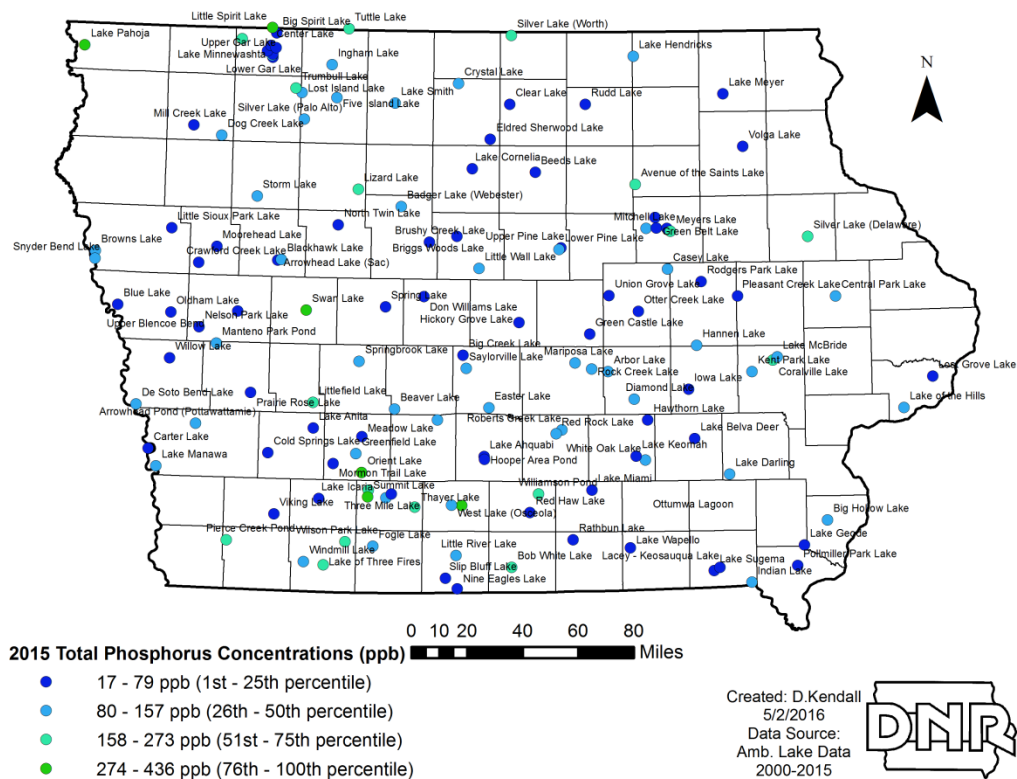 Little Spirit Lake
Big Spirit Lake
Tuttle Lake
Silver Lake (Worth)
Lake Pahoja
Center Lake
Upper Gar Lake
Lake Minnewashta
Ingham Lake
Lake Hendricks
Lower Gar Lake
Trumbull Lake
Crystal Lake
Lost Island Lake
Lake Smith
Clear Lake
Rudd Lake
Lake Meyer
Silver Lake (Palo Alto)
Five Island Lake
Mill Creek Lake
Dog Creek Lake
Eldred Sherwood Lake
Volga Lake
Lake Cornelia
Beeds Lake
Avenue of the Saints Lake
Storm Lake
Lizard Lake
Badger Lake (Webester)
Little Sioux Park Lake
North Twin Lake
Mitchell Lake
Meyers Lake
Silver Lake (Delaware)
Browns Lake
Moorehead Lake
Brushy Creek Lake
Upper Pine Lake
Lower Pine Lake
Green Belt Lake
Snyder Bend Lake
Crawford Creek Lake
Blackhawk Lake
Briggs Woods Lake
Arrowhead Lake (Sac)
Little Wall Lake
Casey Lake
Rodgers Park Lake
Blue Lake
Oldham Lake
Swan Lake
Spring Lake
Union Grove Lake
Pleasant Creek Lake
Central Park Lake
Nelson Park Lake
Don Williams Lake
Otter Creek Lake
Upper Blencoe Bend
Hickory Grove Lake
Manteno Park Pond
Green Castle Lake
Hannen Lake
Willow Lake
Big Creek Lake
Springbrook Lake
Saylorville Lake
Mariposa Lake
Arbor Lake
Lake McBride
Rock Creek Lake
Kent Park Lake
Coralville Lake
Lost Grove Lake
De Soto Bend Lake
Littlefield Lake
Diamond Lake
Iowa Lake
Prairie Rose Lake
Beaver Lake
Easter Lake
Lake of the Hills
Arrowhead Pond (Pottawattamie)
Lake Anita
Roberts Creek Lake
Red Rock Lake
Hawthorn Lake
Carter Lake
Meadow Lake
Cold Springs Lake
Greenfield Lake
Lake Ahquabi
White Oak Lake
Lake Keomah
Lake Belva Deer
Lake Manawa
Orient Lake
Hooper Area Pond
Mormon Trail Lake
Lake Darling
Lake Icaria
Summit Lake
Williamson Pond
Lake Miami
Viking Lake
Three Mile Lake
Thayer Lake
Red Haw Lake
Ottumwa Lagoon
West Lake (Osceola)
Big Hollow Lake
Pierce Creek Pond
Wilson Park Lake
Fogle Lake
Rathbun Lake
Lake Wapello
Lake Geode
Windmill Lake
Little River Lake
Bob White Lake
Lacey - Keosauqua Lake
Lake Sugema
Pollmiller Park Lake
Lake of Three Fires
Slip Bluff Lake
Indian Lake
Nine Eagles Lake
N
2015 Total Phosphorus Concentrations (ppb)
0 10 20 40 60 80
Miles
17 - 79 ppb (1st - 25th percentile)
80 - 157 ppb (26th - 50th percentile)
158 - 273 ppb (51st - 75th percentile)
274 - 436 ppb (76th - 100th percentile)
Created: D.Kendall
5/2/2016
Data Source:
Amb. Lake Data
2000-2015
DNR